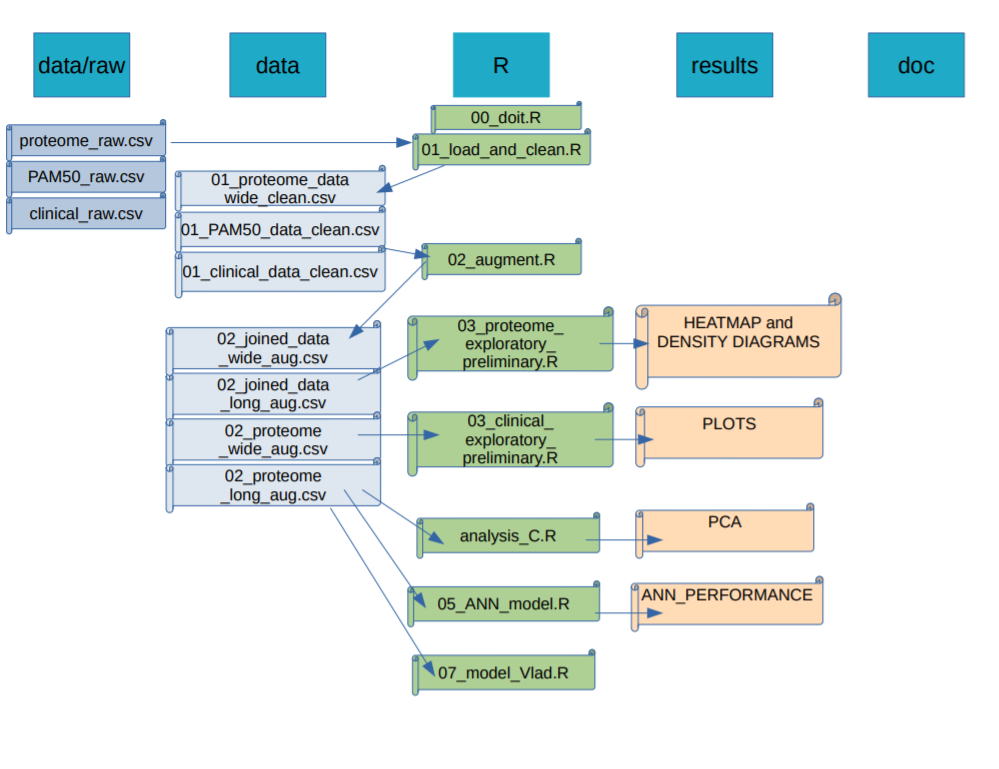 data/raw
data
R
results
doc
00_doit.R
proteome_raw.csv
01_load_and_clean.R
PAM50_raw.csv
01_proteome_data
wide_clean.csv
clinical_raw.csv
01_PAM50_data_clean.csv
02_augment.R
01_clinical_data_clean.csv
02_joined_data
_wide_aug.csv
03_proteome_
exploratory_
preliminary.R
HEATMAP and
DENSITY DIAGRAMS
02_joined_data
_long_aug.csv
02_proteome
_wide_aug.csv
03_clinical_
exploratory_
preliminary.R
PLOTS
02_proteome
_long_aug.csv
analysis_C.R
PCA
05_ANN_model.R
ANN_PERFORMANCE
07_model_Vlad.R